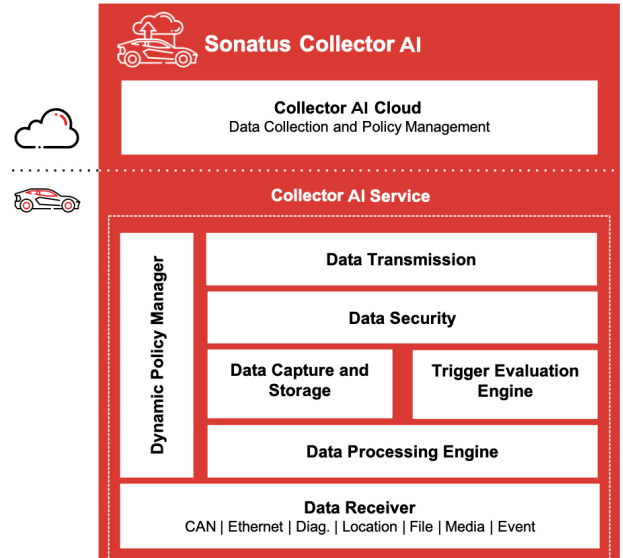 Sonatus Collector AI
Collector AI Cloud
Data Collection and Policy Management
Collector AI Service
Dynamic Policy Manager
Data Transmission
Data Security
Data Capture and
Storage
Trigger Evaluation
Engine
Data Processing Engine
Data Receiver
CAN | Ethernet | Diag. | Location | File | Media | Event